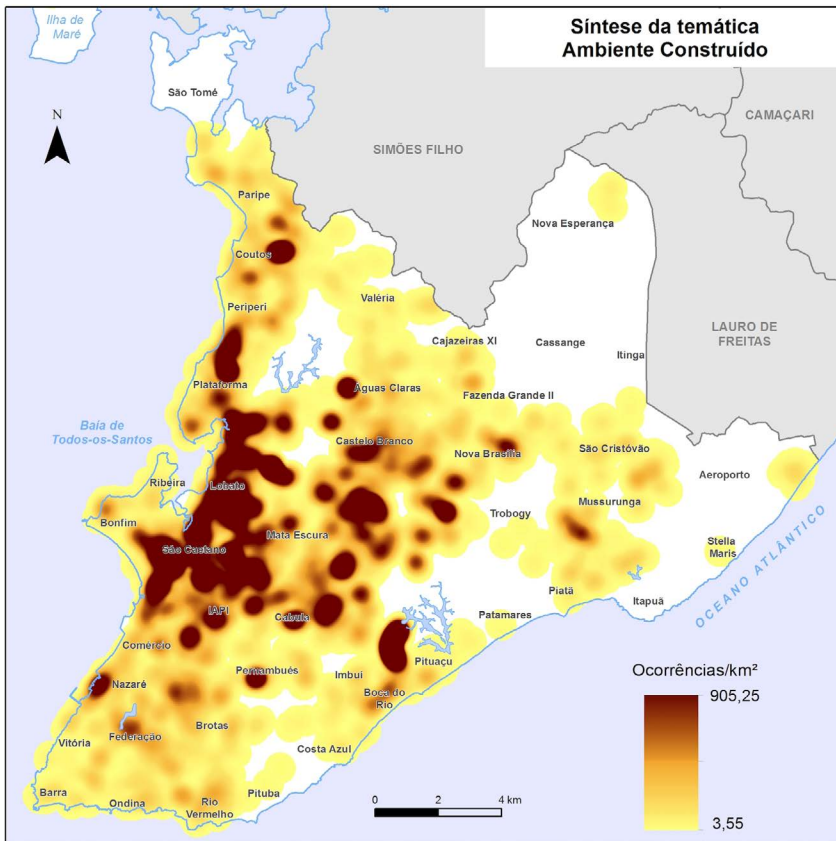 Síntese da temática
Ambiente Construído
Ilha de
Maré
São Tomé
N
CAMAÇARI
SIMÕES FILHO
Paripe
Nova Esperança
Coutos
Valéria
Periperi
LAURO DE
FREITAS
Cajazeiras XI
Cassange
Itinga
Plataforma
Águas Claras
Fazenda Grande II
Baía de
Todos-os-Santos
Castelo Branco
Nova Brasília
São Cristóvão
Aeroporto
Ribeira
Lobato
Mussurunga
Bonfim
Trobogy
Mata Escura
São Caetano
Stella
Maris
OCEANO ATLÂNTICO
Piatã
Itapuã
IAPI
Cabula
Patamares
Comércio
Pituaçu
Pernambués
Imbuí
Nazaré
Boca do
Rio
Ocorrências/km²
905,25
Brotas
Federação
Vitória
Costa Azul
Barra
Ondina
Rio
Vermelho
Pituba
0 2 4 km
3,55